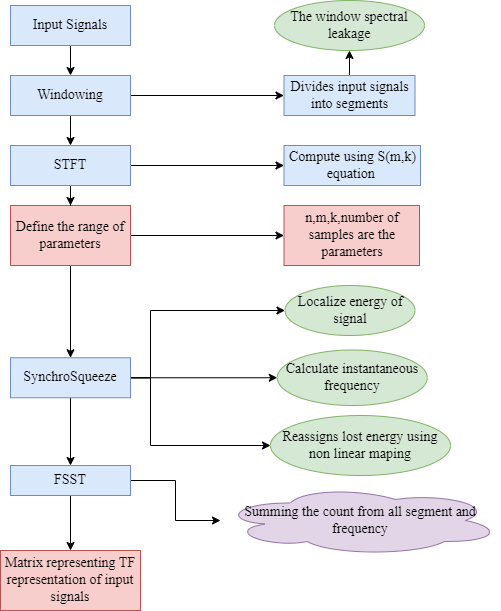 Input Signals
The window spectral
leakage
Windowing
Divides input signals
into segments
STFT
Compute using S(m,k)
equation
Define the range of
parameters
n,m,k,number of
samples are the
parameters
Localize energy of
signal
SynchroSqueeze
Calculate instantaneous
frequency
Reassigns lost energy using
non linear maping
FSST
Summing the count from all segment and
frequency
Matrix representing TF
representation of input
signals